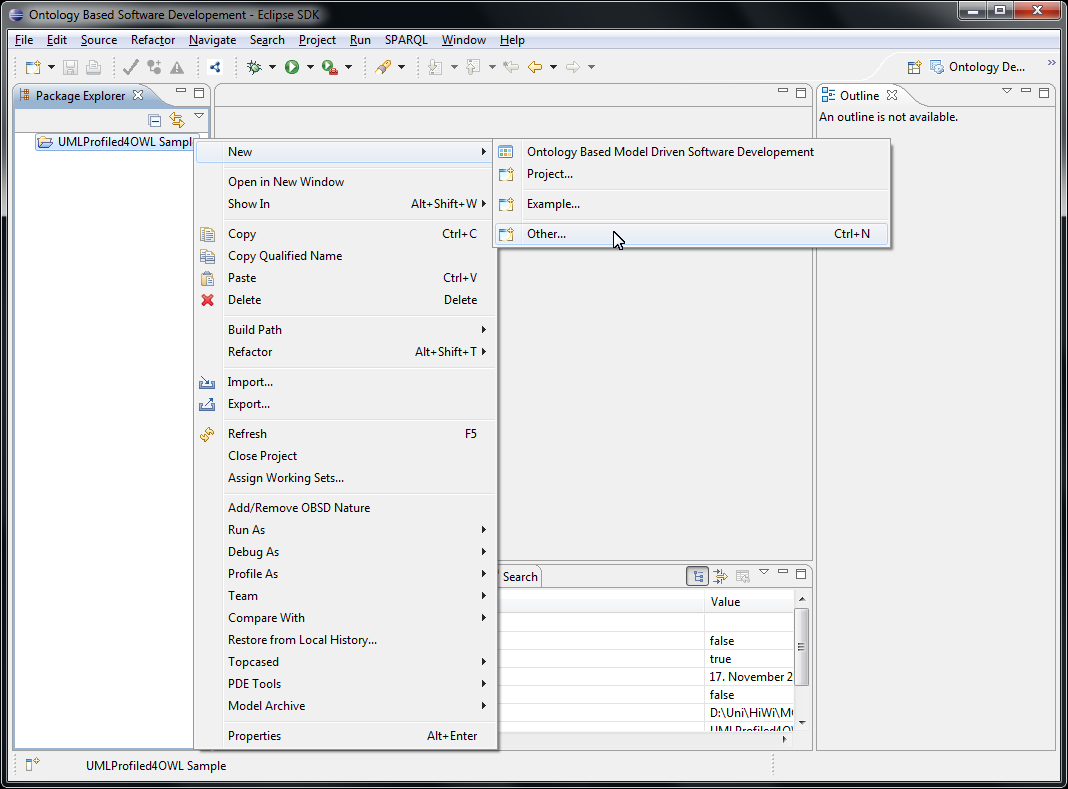 Ontology Based Software Developement - Eclipse SDK
File Edit Source Refactor Navigate Search Project Run SPARQL Window Help
Ontology De...
Package Explorer
UMLProfiled4OWL Sample
Outline
An outline is not available.
New
Open in New Window
Show In Alt+Shift+W
Copy Ctrl+C
Copy Qualified Name
Paste Ctrl+V
Delete Delete
Build Path
Refactor Alt+Shift+T
Import...
Export...
Refresh F5
Close Project
Assign Working Sets...
Add/Remove OBSD Nature
Run As
Debug As
Profile As
Team
Compare With
Restore from Local History...
Topcased
PDE Tools
Model Archive
Properties Alt+Enter
Ontology Based Model Driven Software Developement
Project...
Example...
Other... Ctrl+N
Search
Value
false
true
17. November 2
false
D:\Uni\HiWi\M
UMLProfiled4OW
UMLProfiled4OWL Sample